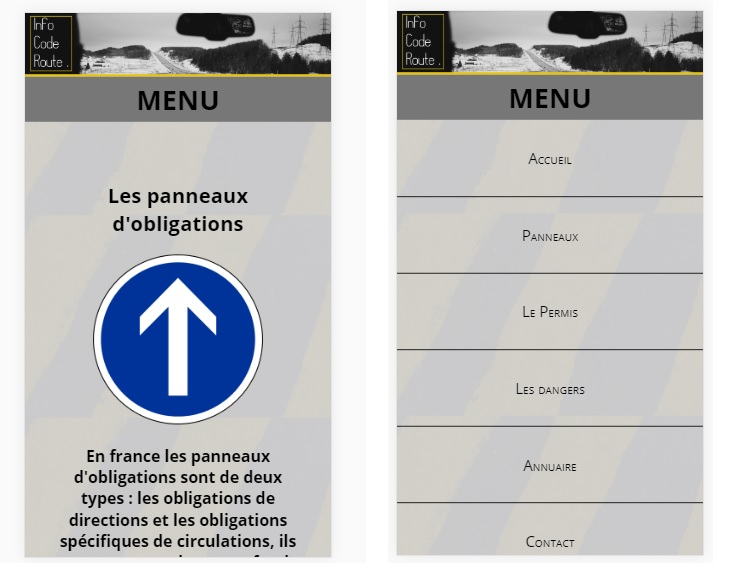 Info
Code
Route .
MENU
Les panneaux
d'obligations
En france les panneaux
d'obligations sont de deux
types : les obligations de
directions et les obligations
spécifiques de circulations, ils
Info
Code
Route .
MENU
Accueil
Panneaux
Le Permis
Les dangers
Annuaire
Contact